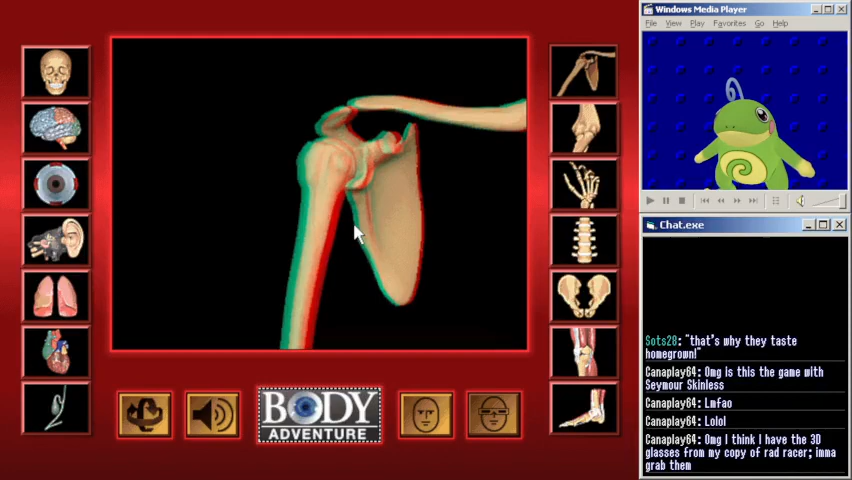 Windows Media Player
File View Play Favorites Go Help
Chat.exe
Sots28: "that's why they taste
homegrown!"
Canaplay64: Omg is this the game with
Seymour Skinless
Canaplay64: Lmfao
Canaplay64: Lolol
Canaplay64: Omg I think I have the 3D
glasses from my copy of rad racer; imma
grab them
BODY
ADVENTURE